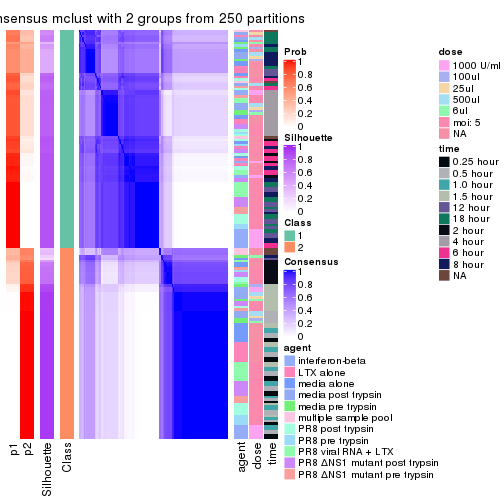 nsensus mclust with 2 groups from 250 partitions
Prob
1
0.8
0.6
0.4
0.2
0
Silhouette
1
0.8
0.6
0.4
0.2
0
Class
1
2
Consensus
1
0.8
0.6
0.4
0.2
0
agent
interferon-beta
LTX alone
media alone
media post trypsin
media pre trypsin
multiple sample pool
PR8 post trypsin
PR8 pre trypsin
PR8 viral RNA + LTX
PR8 ΔNS1 mutant post trypsin
PR8 ΔNS1 mutant pre trypsin
dose
1000 U/ml
100ul
25ul
500ul
6ul
moi: 5
NA
time
0.25 hour
0.5 hour
1.0 hour
1.5 hour
12 hour
18 hour
2 hour
4 hour
6 hour
8 hour
NA
p1
p2
Silhouette
Class
agent
dose
time